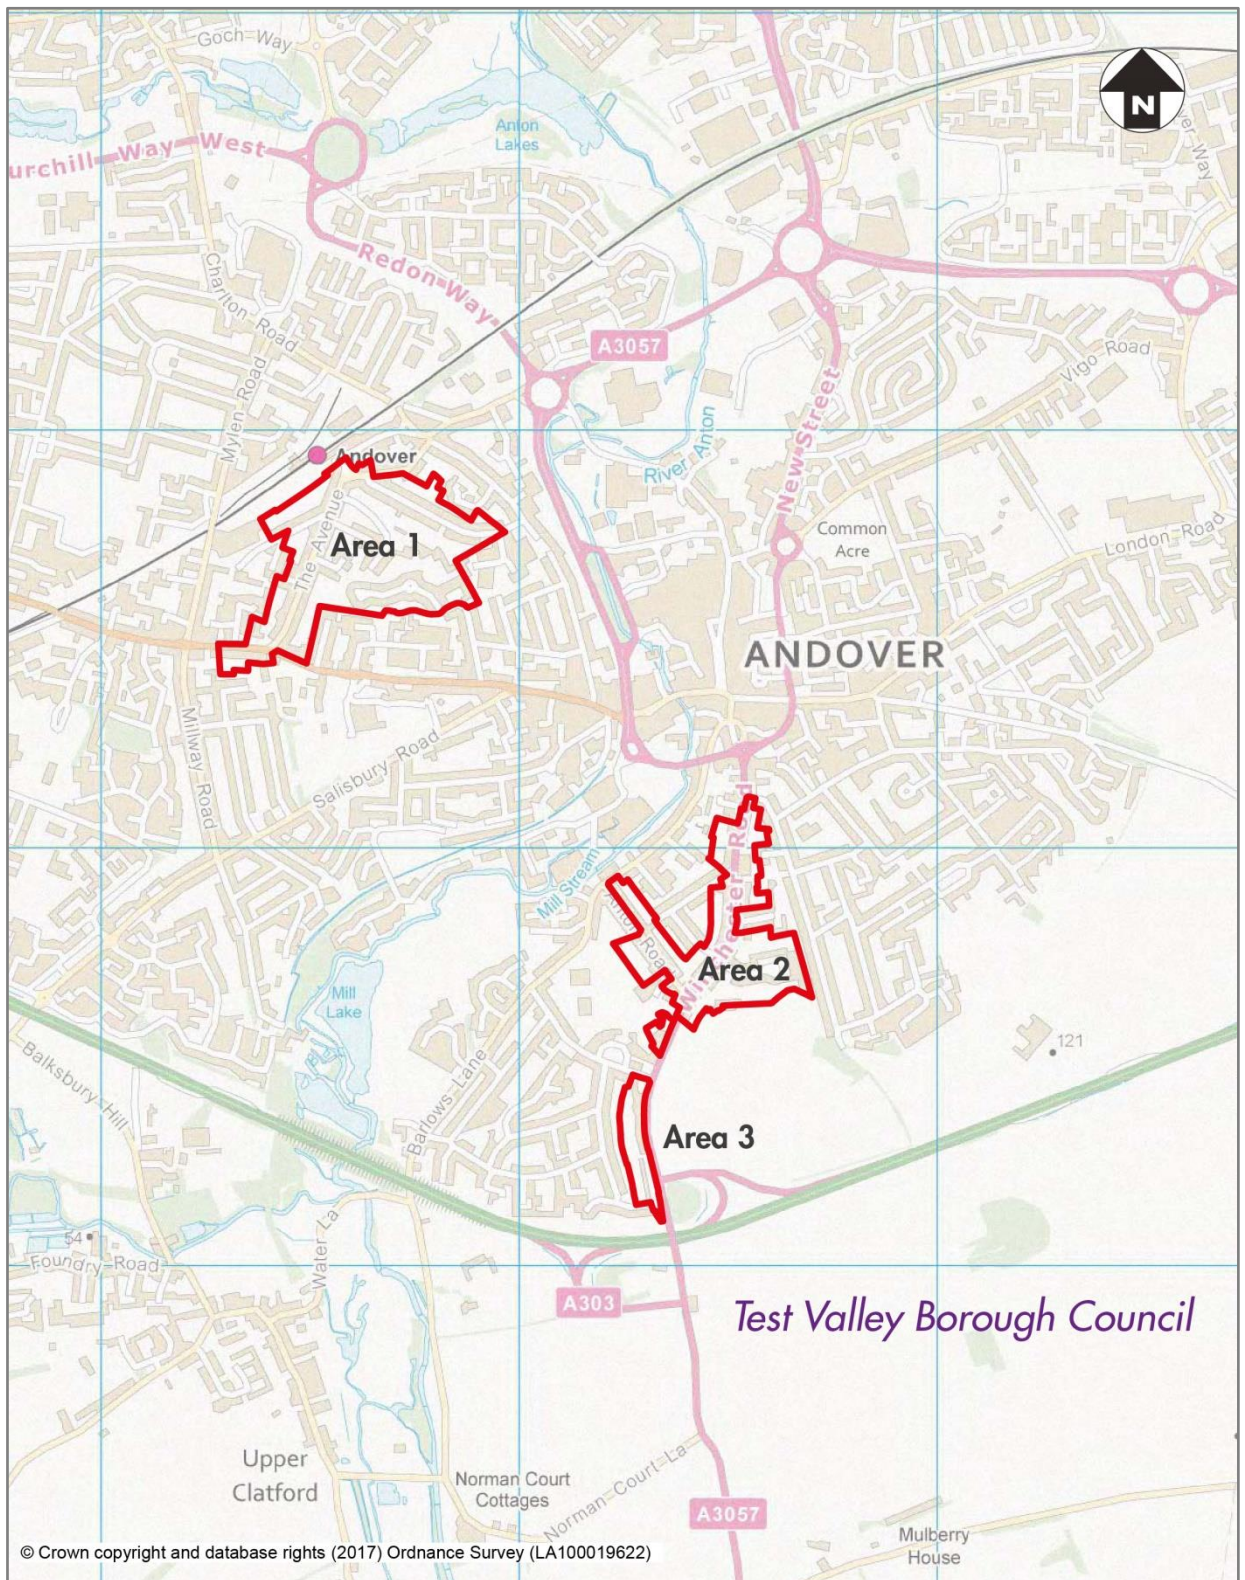 Goch Way
N
Anton
Lakes
urchill Way West
er Way
Redon Way
Charlton Road
A3057
Vigo Road
Mylen Road
New Street
River Anton
Andover
Common
Acre
London Road
The Avenue
Area 1
ANDOVER
Millway Road
Salisbury Road
Winchester Road
Mill Stream
Anton Road
Area 2
Mill
Lake
121
Balksbury Hill
Barlows Lane
Area 3
Water La
54
Foundry Road
A303
Test Valley Borough Council
Upper
Clatford
Norman Court
Cottages
Norman Court La
A3057
Mulberry
House
© Crown copyright and database rights (2017) Ordnance Survey (LA100019622)